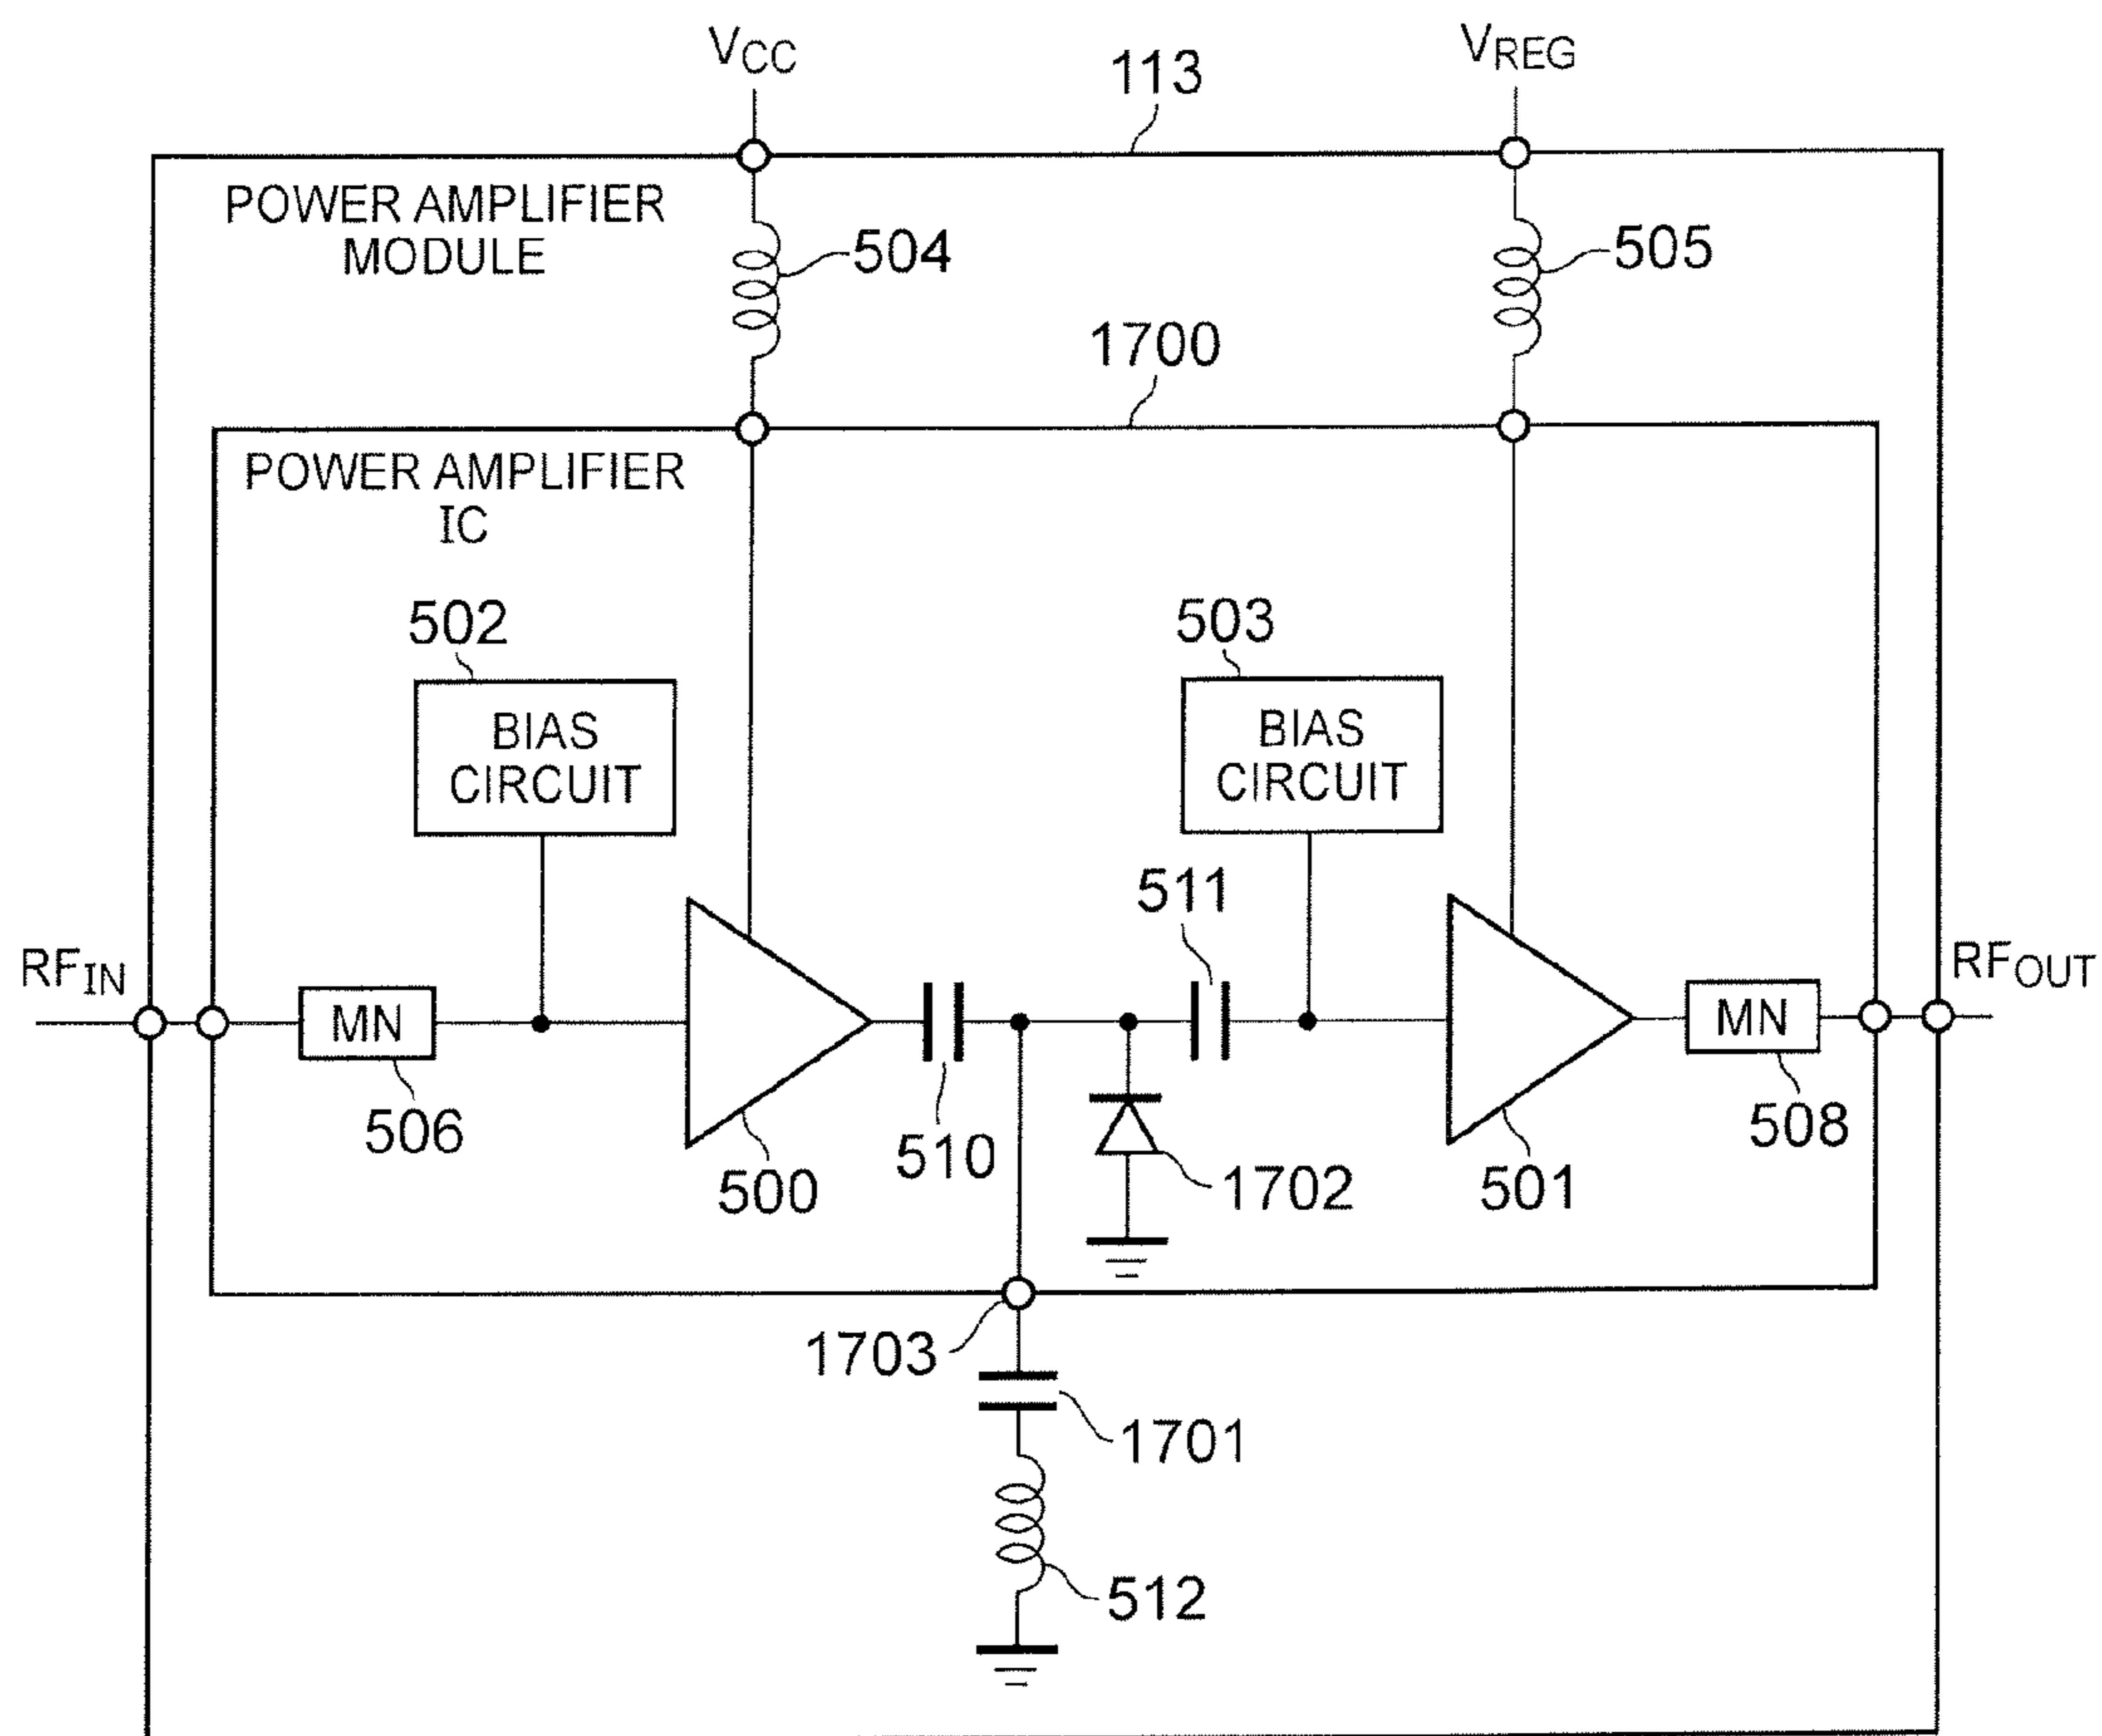 VCC
VREG
113
POWER AMPLIFIER
MODULE
504
505
1700
POWER AMPLIFIER
IC
502
503
BIAS
CIRCUIT
BIAS
CIRCUIT
511
RFIN
RFOUT
MN
MN
506
510
508
500
1702
501
1703
1701
512